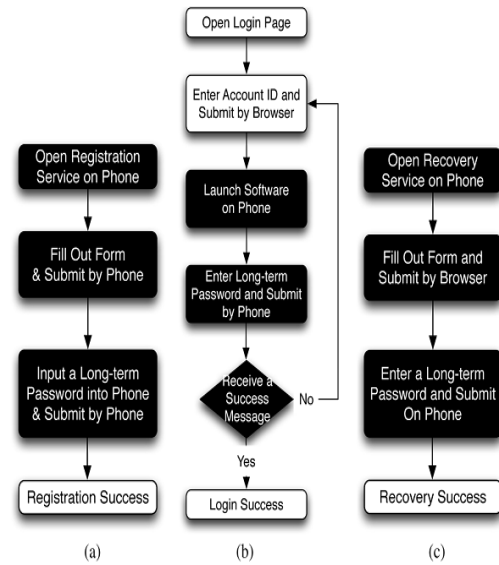 Open Registration
Service on Phone
Fill Out Form
& Submit by Phone
Input a Long-term
Password into Phone
& Submit by Phone
Registration Success
(a)
Open Login Page
Enter Account ID and
Submit by Browser
Launch Software
on Phone
Enter Long-term
Password and Submit
by Phone
Receive a
Success
Message
No
Yes
Login Success
(b)
Open Recovery
Service on Phone
Fill Out Form and
Submit by Browser
Enter a Long-term
Password and Submit
On Phone
Recovery Success
(c)